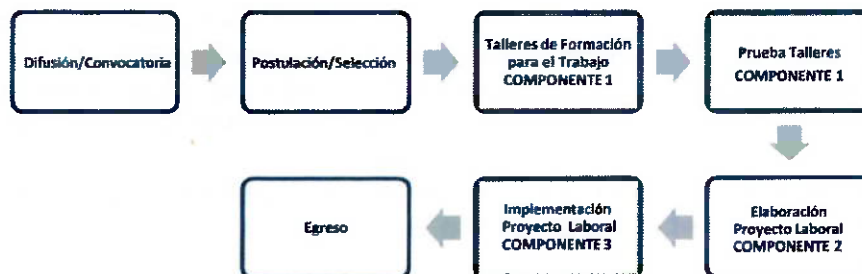 Difusión/Convocatoria
Postulación/Selección
Talleres de Formación
para el Trabajo
COMPONENTE 1
Prueba Talleres
COMPONENTE 1
Elaboración
Proyecto Laboral
COMPONENTE 2
Implementación
Proyecto Laboral
COMPONENTE 3
Egreso